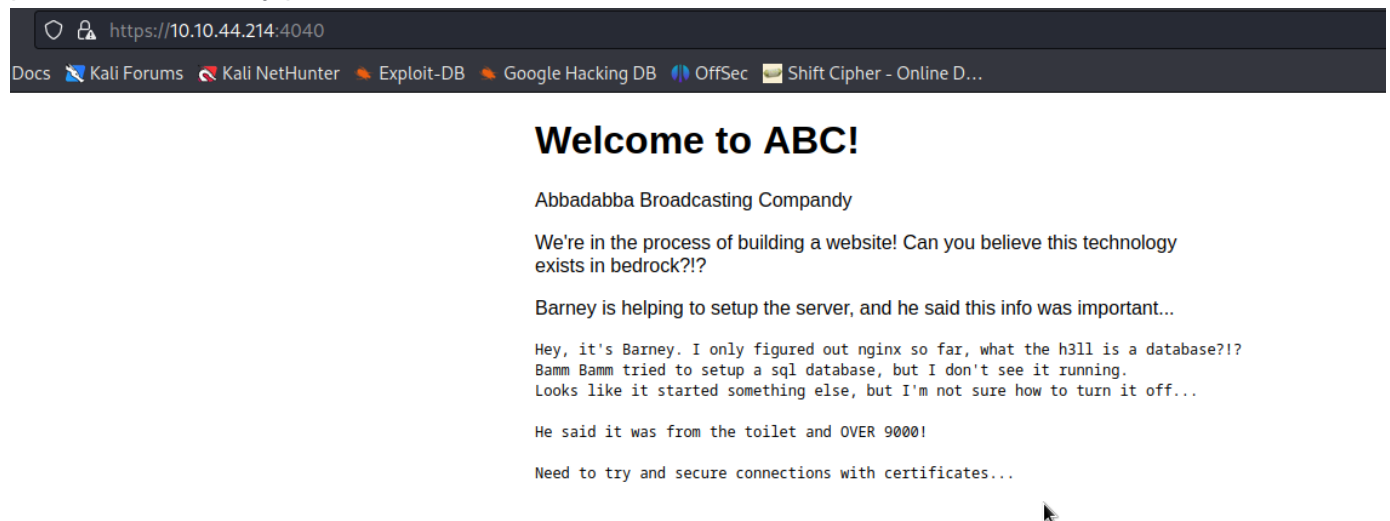 https://10.10.44.214:4040
Docs Kali Forums Kali NetHunter Exploit-DB Google Hacking DB OffSec Shift Cipher - Online D...
Welcome to ABC!
Abbadabba Broadcasting Compandy
We're in the process of building a website! Can you believe this technology
exists in bedrock?!?
Barney is helping to setup the server, and he said this info was important...
Hey, it's Barney. I only figured out nginx so far, what the h3ll is a database?!?
Bamm Bamm tried to setup a sql database, but I don't see it running.
Looks like it started something else, but I'm not sure how to turn it off...
He said it was from the toilet and OVER 9000!
Need to try and secure connections with certificates...